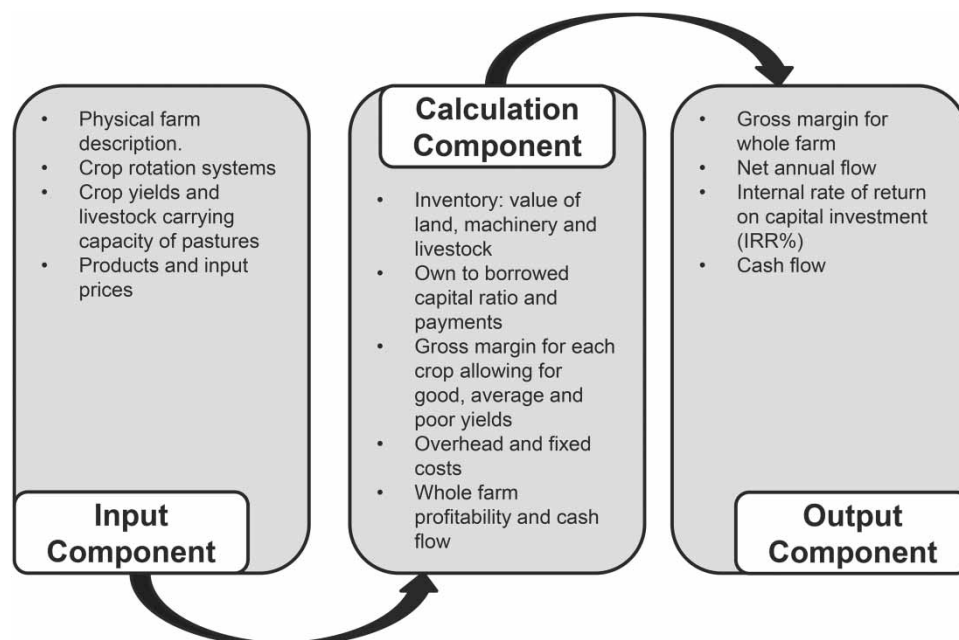 • Physical farm
description.
• Crop rotation systems
• Crop yields and
livestock carrying
capacity of pastures
• Products and input
prices
Input
Component
Calculation
Component
• Inventory: value of
land, machinery and
livestock
• Own to borrowed
capital ratio and
payments
• Gross margin for each
crop allowing for
good, average and
poor yields
• Overhead and fixed
costs
• Whole farm
profitability and cash
flow
• Gross margin for
whole farm
• Net annual flow
• Internal rate of return
on capital investment
(IRR%)
• Cash flow
Output
Component